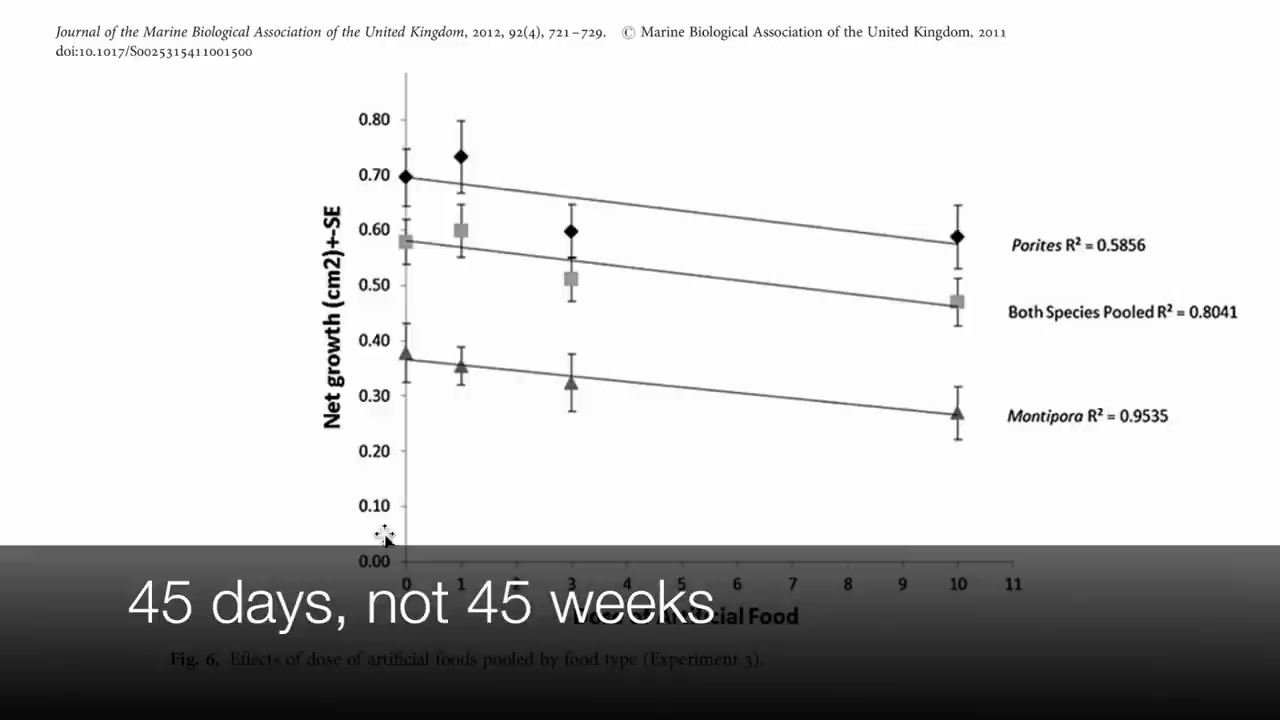 Journal of the Marine Biological Association of the United Kingdom, 2012, 92(4), 721–729. © Marine Biological Association of the United Kingdom, 2011
doi:10.1017/S0025315411001500
0.80
0.70
0.60
0.50
0.40
0.30
0.20
0.10
0.00
Net growth (cm2)+-SE
Porites R² = 0.5856
Both Species Pooled R² = 0.8041
Montipora R² = 0.9535
0 1 2 3 4 5 6 7 8 9 10 11
Dose of Artificial Food
45 days, not 45 weeks
Fig. 6. Effects of dose of artificial foods pooled by food type (Experiment 3).